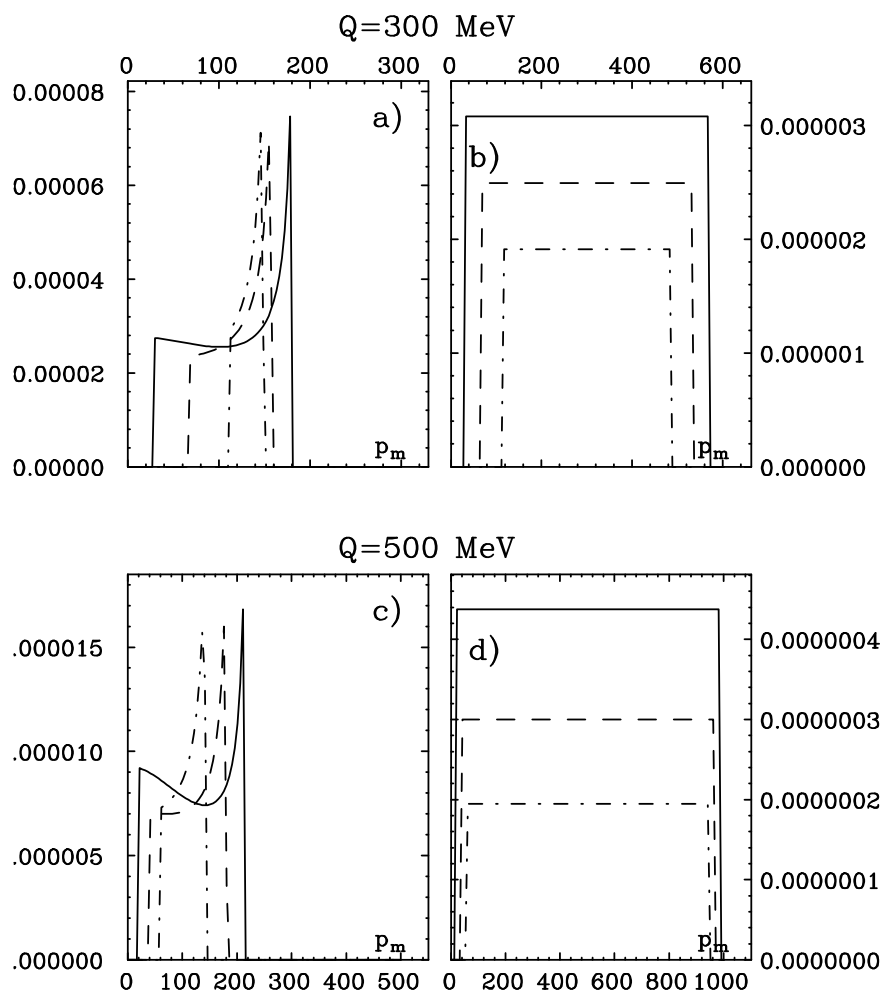 Q=300 MeV
0 100 200 300 0 200 400 600
0.00008 a)
0.000003
b)
0.00006
0.000002
0.00004
0.000001
0.00002
p_m p_m
0.00000 0.000000
Q=500 MeV
c)
.000015 d) 0.0000004
0.0000003
.000010
0.0000002
.000005 0.0000001
p_m p_m
.000000 0.0000000
0 100 200 300 400 500 0 200 400 600 800 1000